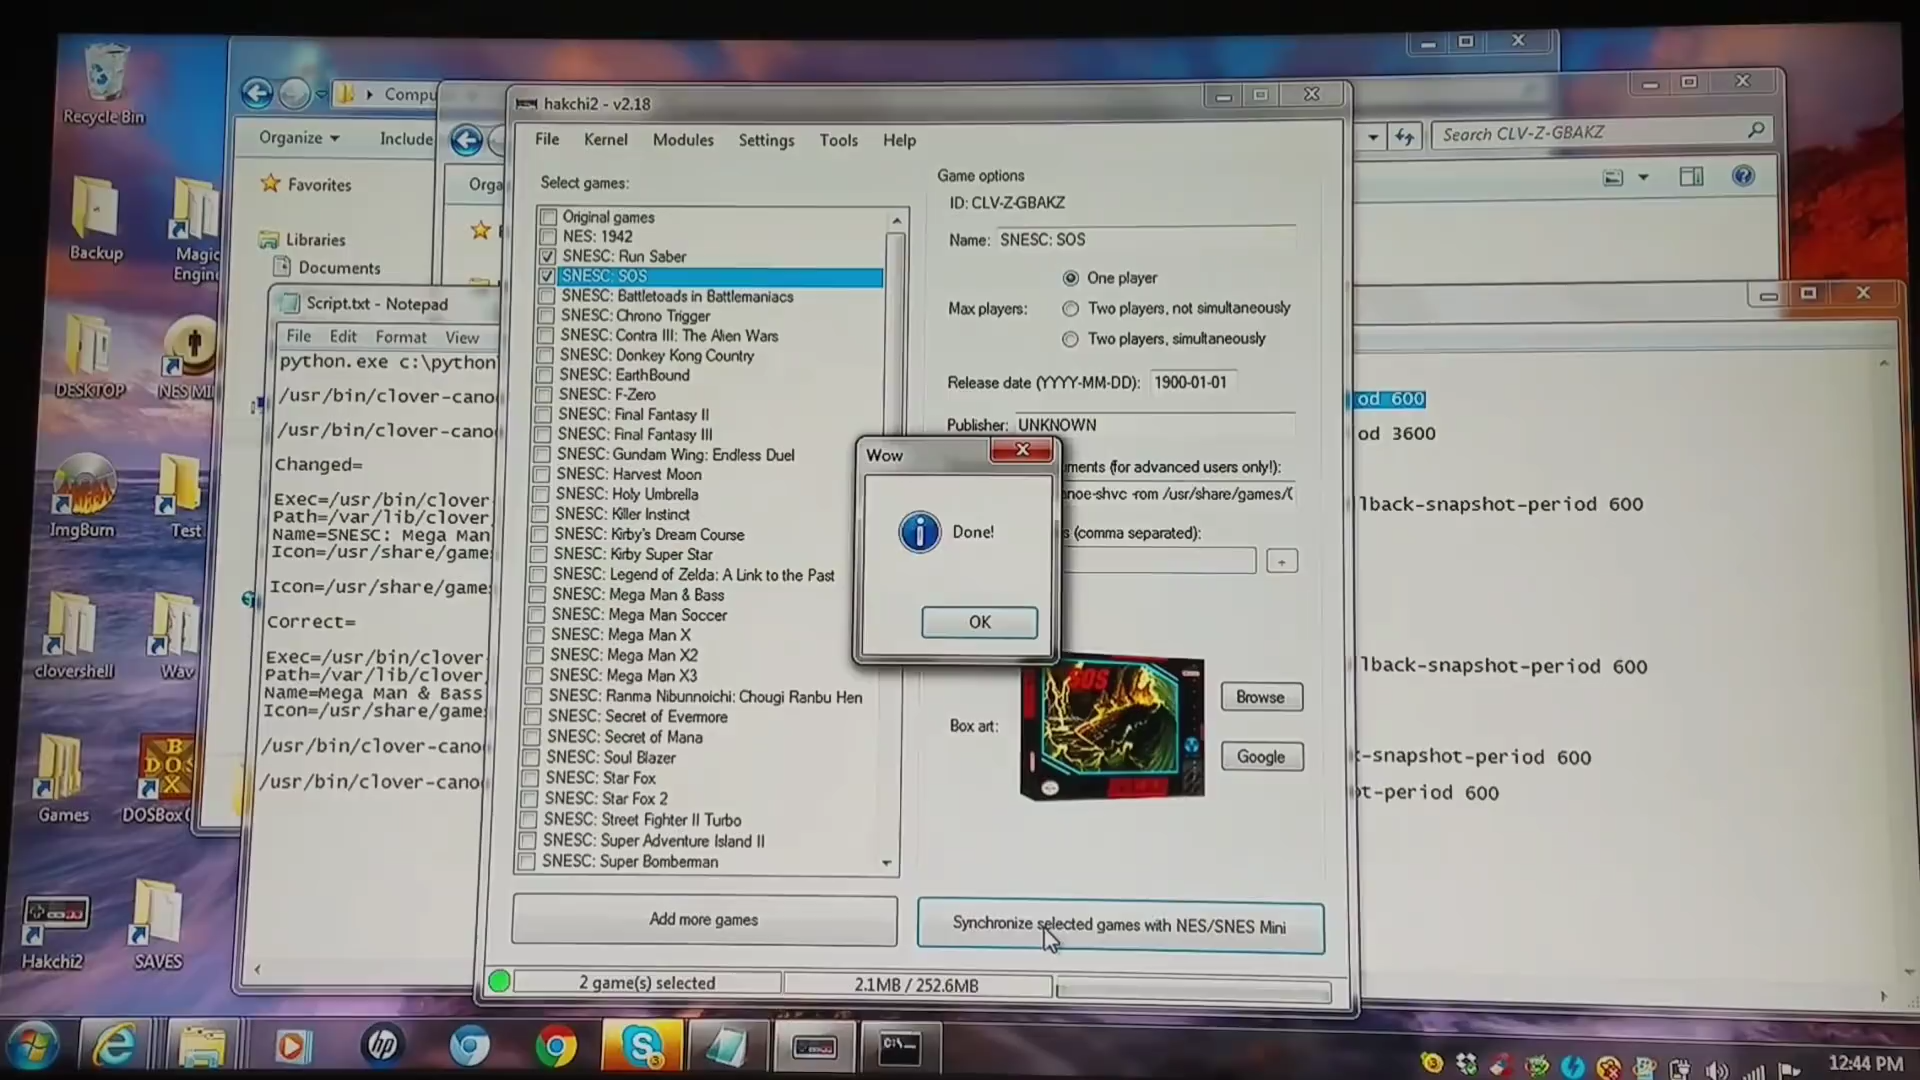 Recycle Bin
Backup
Magic
Engine
DESKTOP
NES MI
ImgBurn
Test
clovershell
Wav
Games
DOSBox
Hakchi2
SAVES
Organize
Include
Favorites
Libraries
Documents
Orga
Search CLV-Z-GBAKZ
Script.txt - Notepad
File Edit Format View
python.exe c:\python
/usr/bin/clover-cano
/usr/bin/clover-cano
Changed=
Exec=/usr/bin/clover-
Path=/var/lib/clover
Name=SNESC: Mega Man
Icon=/usr/share/game
Icon=/usr/share/game
Correct=
Exec=/usr/bin/clover
Path=/var/lib/clover
Name=Mega Man & Bass
Icon=/usr/share/game
/usr/bin/clover-cano
/usr/bin/clover-cano
hakchi2 - v2.18
File Kernel Modules Settings Tools Help
Select games:
Original games
NES: 1942
SNESC: Run Saber
SNESC: SOS
SNESC: Battletoads in Battlemaniacs
SNESC: Chrono Trigger
SNESC: Contra III: The Alien Wars
SNESC: Donkey Kong Country
SNESC: EarthBound
SNESC: F-Zero
SNESC: Final Fantasy II
SNESC: Final Fantasy III
SNESC: Gundam Wing: Endless Duel
SNESC: Harvest Moon
SNESC: Holy Umbrella
SNESC: Killer Instinct
SNESC: Kirby's Dream Course
SNESC: Kirby Super Star
SNESC: Legend of Zelda: A Link to the Past
SNESC: Mega Man & Bass
SNESC: Mega Man Soccer
SNESC: Mega Man X
SNESC: Mega Man X2
SNESC: Mega Man X3
SNESC: Ranma Nibunnoichi: Chougi Ranbu Hen
SNESC: Secret of Evermore
SNESC: Secret of Mana
SNESC: Soul Blazer
SNESC: Star Fox
SNESC: Star Fox 2
SNESC: Street Fighter II Turbo
SNESC: Super Adventure Island II
SNESC: Super Bomberman
Add more games
2 game(s) selected
2.1MB / 252.6MB
Game options
ID: CLV-Z-GBAKZ
Name: SNESC: SOS
One player
Max players: Two players, not simultaneously
Two players, simultaneously
Release date (YYYY-MM-DD): 1900-01-01
Publisher: UNKNOWN
uments (for advanced users only!):
anoe-shvc -rom /usr/share/games/
s (comma separated):
+
Wow
Done!
OK
Box art:
SOS
Browse
Google
Synchronize selected games with NES/SNES Mini
od 600
od 3600
lback-snapshot-period 600
lback-snapshot-period 600
-snapshot-period 600
t-period 600
hp
C:\
12:44 PM